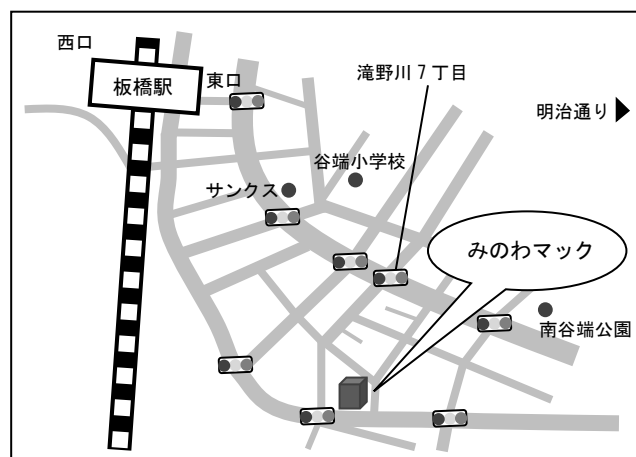 西口
板橋駅
東口
滝野川7丁目
明治通り
谷端小学校
サンクス
みのわマック
南谷端公園